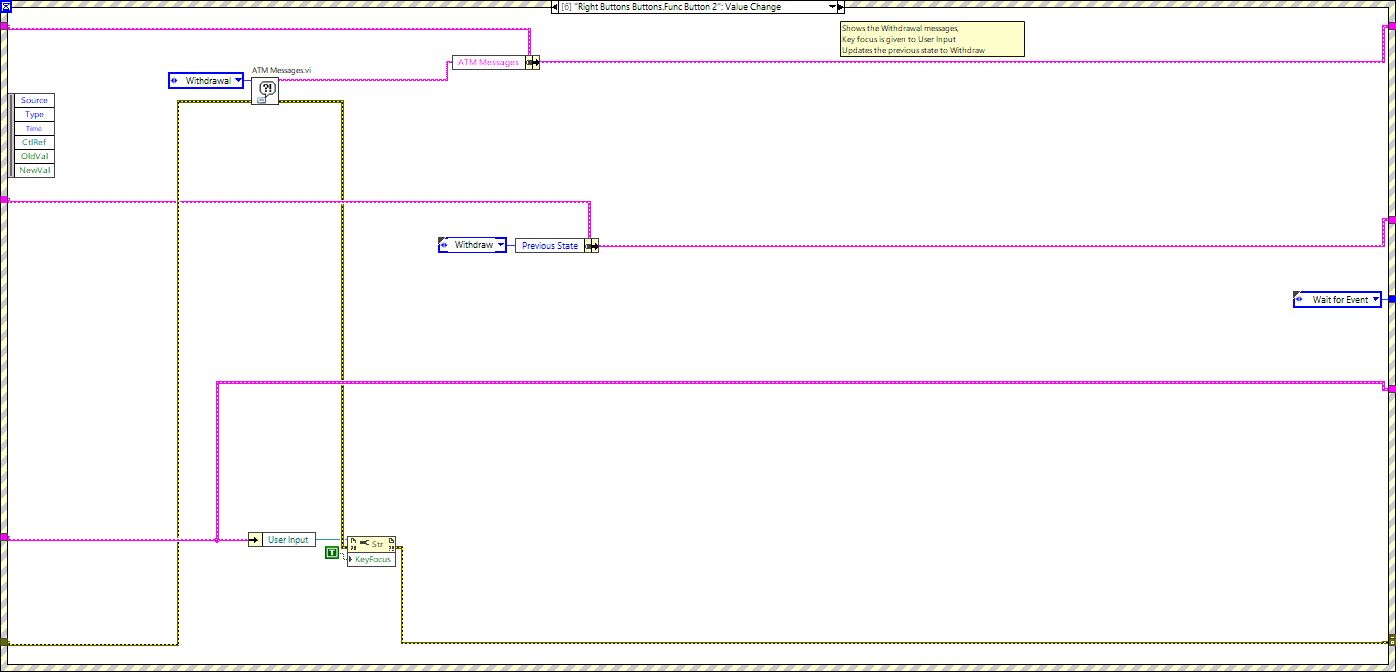 [6] "Right Buttons Buttons.Func Button 2": Value Change
Shows the Withdrawal messages,
Key focus is given to User Input
Updates the previous state to Withdraw
ATM Messages
ATM Messages.vi
Withdrawal
?!
Source
Type
Time
CtlRef
OldVal
NewVal
Withdraw
Previous State
Wait for Event
User Input
Str
T
KeyFocus